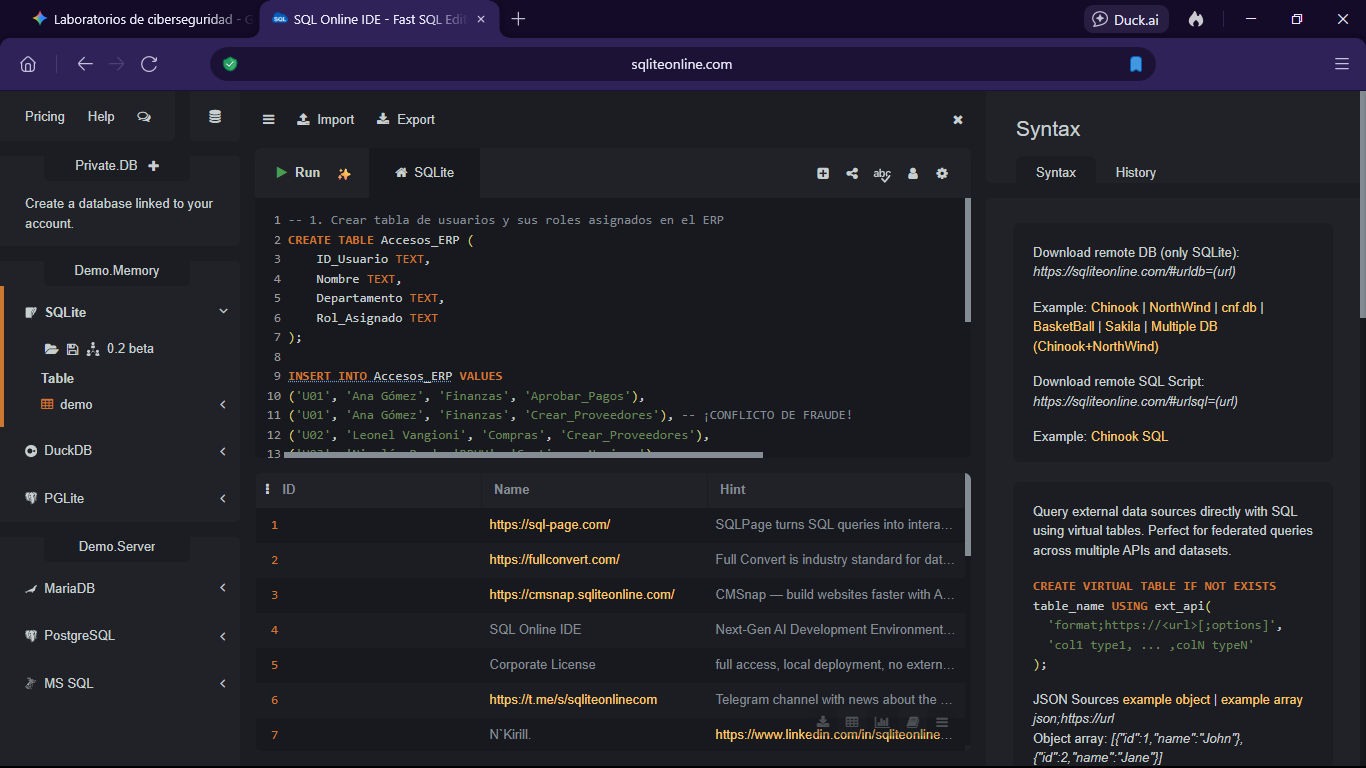 Laboratorios de ciberseguridad - G
SQL Online IDE - Fast SQL Edi
Duck.ai
sqliteonline.com
Pricing
Help
Private.DB
Create a database linked to your
account.
Demo.Memory
SQLite
0.2 beta
Table
demo
DuckDB
PGLite
Demo.Server
MariaDB
PostgreSQL
MS SQL
Import
Export
Run
SQLite
abc
1 -- 1. Crear tabla de usuarios y sus roles asignados en el ERP
2 CREATE TABLE Accesos_ERP (
3 ID_Usuario TEXT,
4 Nombre TEXT,
5 Departamento TEXT,
6 Rol_Asignado TEXT
7 );
8
9 INSERT INTO Accesos_ERP VALUES
10 ('U01', 'Ana Gómez', 'Finanzas', 'Aprobar_Pagos'),
11 ('U01', 'Ana Gómez', 'Finanzas', 'Crear_Proveedores'), -- ¡CONFLICTO DE FRAUDE!
12 ('U02', 'Leonel Vangioni', 'Compras', 'Crear_Proveedores'),
13
ID Name Hint
1 https://sql-page.com/ SQLPage turns SQL queries into intera...
2 https://fullconvert.com/ Full Convert is industry standard for dat...
3 https://cmsnap.sqliteonline.com/ CMSnap — build websites faster with A...
4 SQL Online IDE Next-Gen AI Development Environment...
5 Corporate License full access, local deployment, no extern...
6 https://t.me/s/sqliteonlinecom Telegram channel with news about the ...
7 N`Kirill. https://www.linkedin.com/in/sqliteonline...
Syntax
Syntax
History
Download remote DB (only SQLite):
https://sqliteonline.com/#urldb=(url)
Example: Chinook | NorthWind | cnf.db |
BasketBall | Sakila | Multiple DB
(Chinook+NorthWind)
Download remote SQL Script:
https://sqliteonline.com/#urlsql=(url)
Example: Chinook SQL
Query external data sources directly with SQL
using virtual tables. Perfect for federated queries
across multiple APIs and datasets.
CREATE VIRTUAL TABLE IF NOT EXISTS
table_name USING ext_api(
'format;https://<url>[;options]',
'col1 type1, ... ,colN typeN'
);
JSON Sources example object | example array
json;https://url
Object array: [{"id":1,"name":"John"},
{"id":2,"name":"Jane"}]